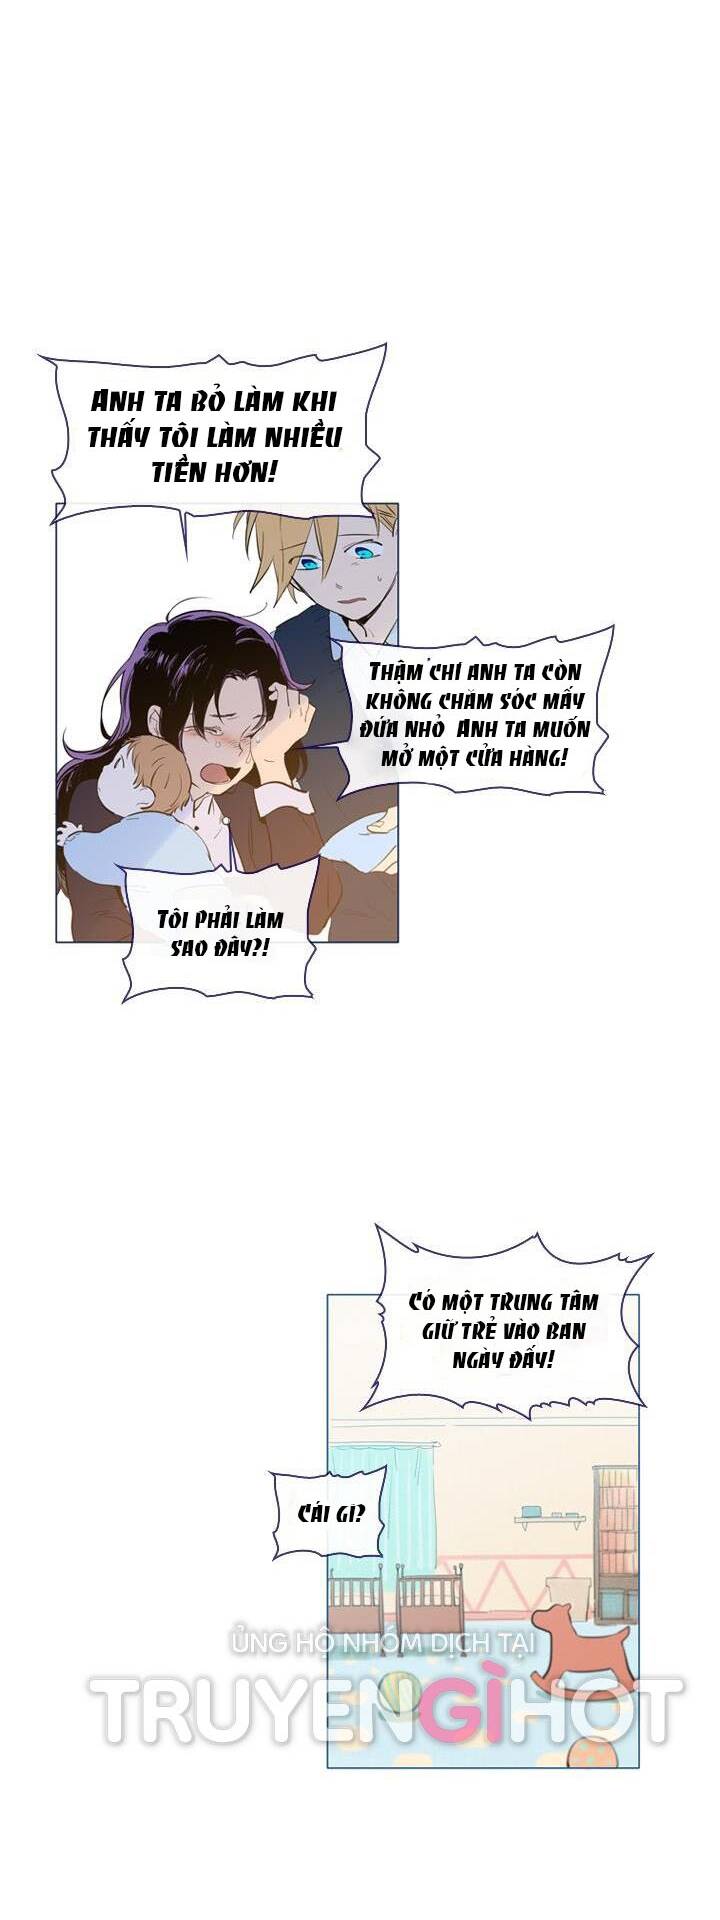 ANH TA BỎ LÀM KHI
THẤY TÔI LÀM NHIỀU
TIỀN HƠN!
THẬM CHÍ ANH TA CÒN
KHÔNG CHĂM SÓC MẤY
ĐỨA NHỎ ANH TA MUỐN
MỞ MỘT CỬA HÀNG!
TÔI PHẢI LÀM
SAO ĐÂY?!
CÓ MỘT TRUNG TÂM
GIỮ TRẺ VÀO BAN
NGÀY ĐẤY!
CÁI GÌ?
ỦNG HỘ NHÓM DỊCH TẠI
TRUYENGÌHOT